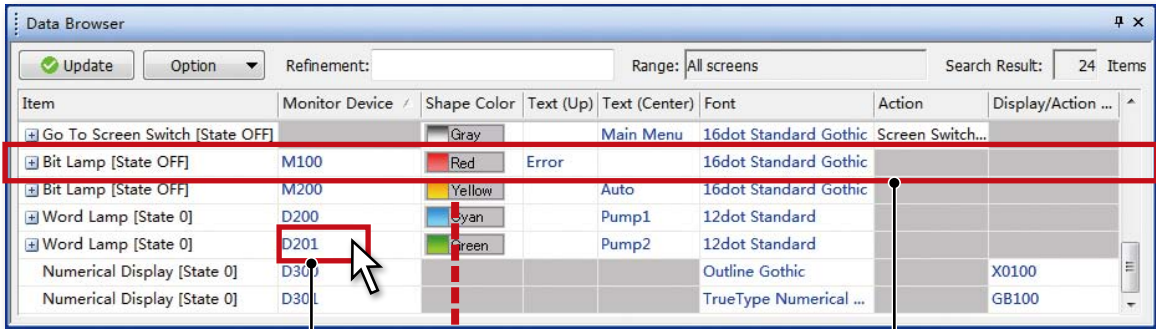 Data Browser
Update Option Refinement: Range: All screens Search Result: 24 Items
Item Monitor Device Shape Color Text (Up) Text (Center) Font Action Display/Action ...
Go To Screen Switch [State OFF] Gray Main Menu 16dot Standard Gothic Screen Switch...
Bit Lamp [State OFF] M100 Red Error 16dot Standard Gothic
Bit Lamp [State OFF] M200 Yellow Auto 16dot Standard Gothic
Word Lamp [State 0] D200 Cyan Pump1 12dot Standard
Word Lamp [State 0] D201 Green Pump2 12dot Standard
Numerical Display [State 0] D300 Outline Gothic X0100
Numerical Display [State 0] D301 TrueType Numerical ... GB100